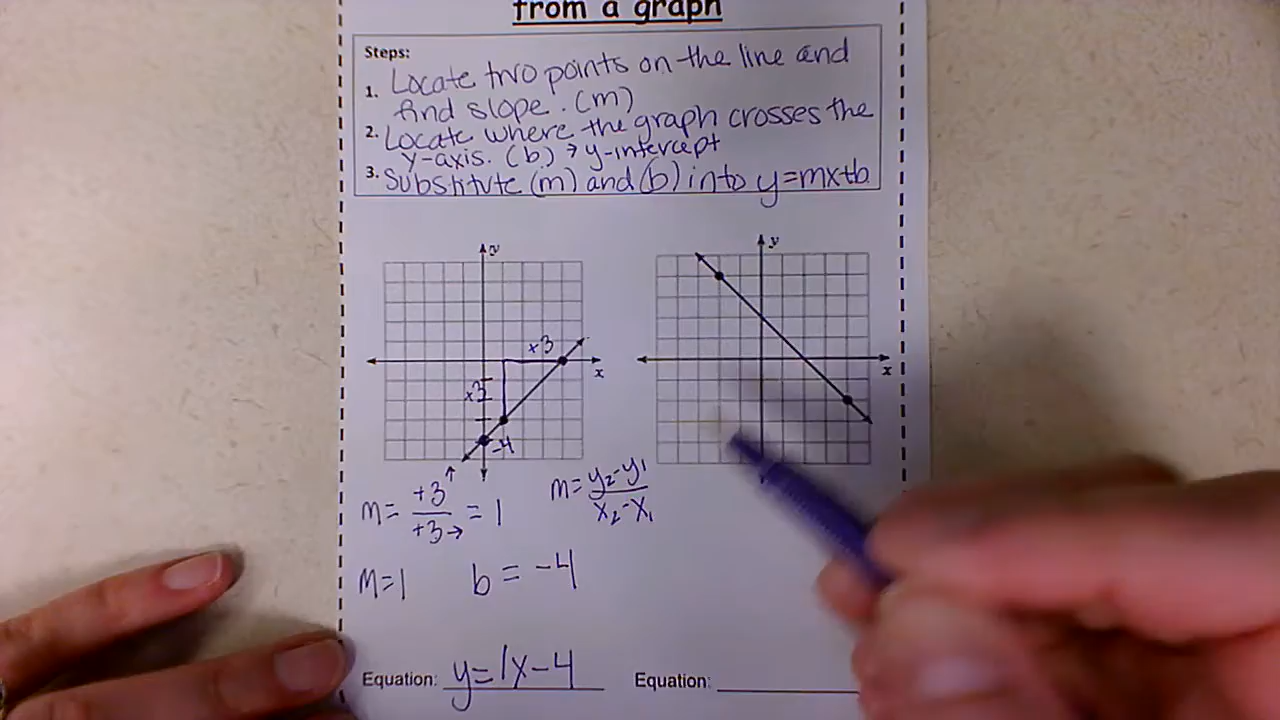 from a graph
Steps:
1. Locate two points on the line and
find slope. (m)
2. Locate where the graph crosses the
y-axis. (b) → y-intercept
3. Substitute (m) and (b) into y=mx+b
y
y
+3
x
x
-4
m= +3↑ / +3→ = 1
m= y₂-y₁ / x₂-x₁
m=1
b = -4
Equation: y=1x-4
Equation: